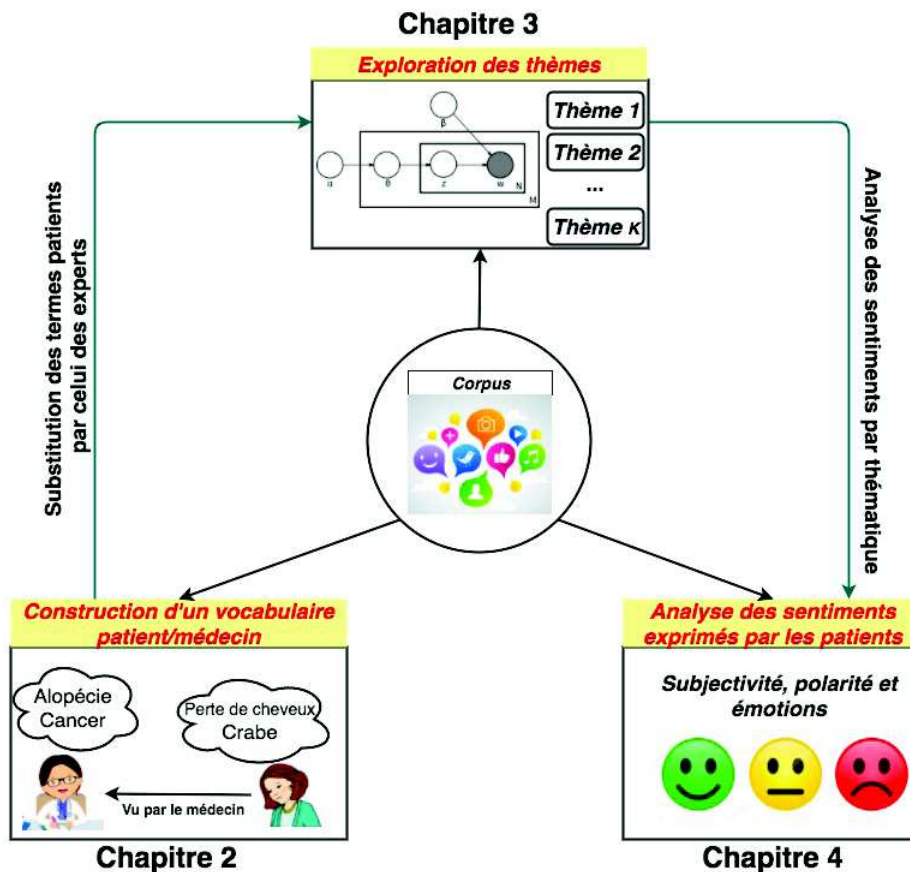 Chapitre 3
Exploration des thèmes
β
α
θ
z
w
N
M
Thème 1
Thème 2
...
Thème K
Substitution des termes patients
par celui des experts
Analyse des sentiments par thématique
Corpus
Construction d'un vocabulaire
patient/médecin
Alopécie
Cancer
Perte de cheveux
Crabe
Vu par le médecin
Chapitre 2
Analyse des sentiments
exprimés par les patients
Subjectivité, polarité et
émotions
Chapitre 4